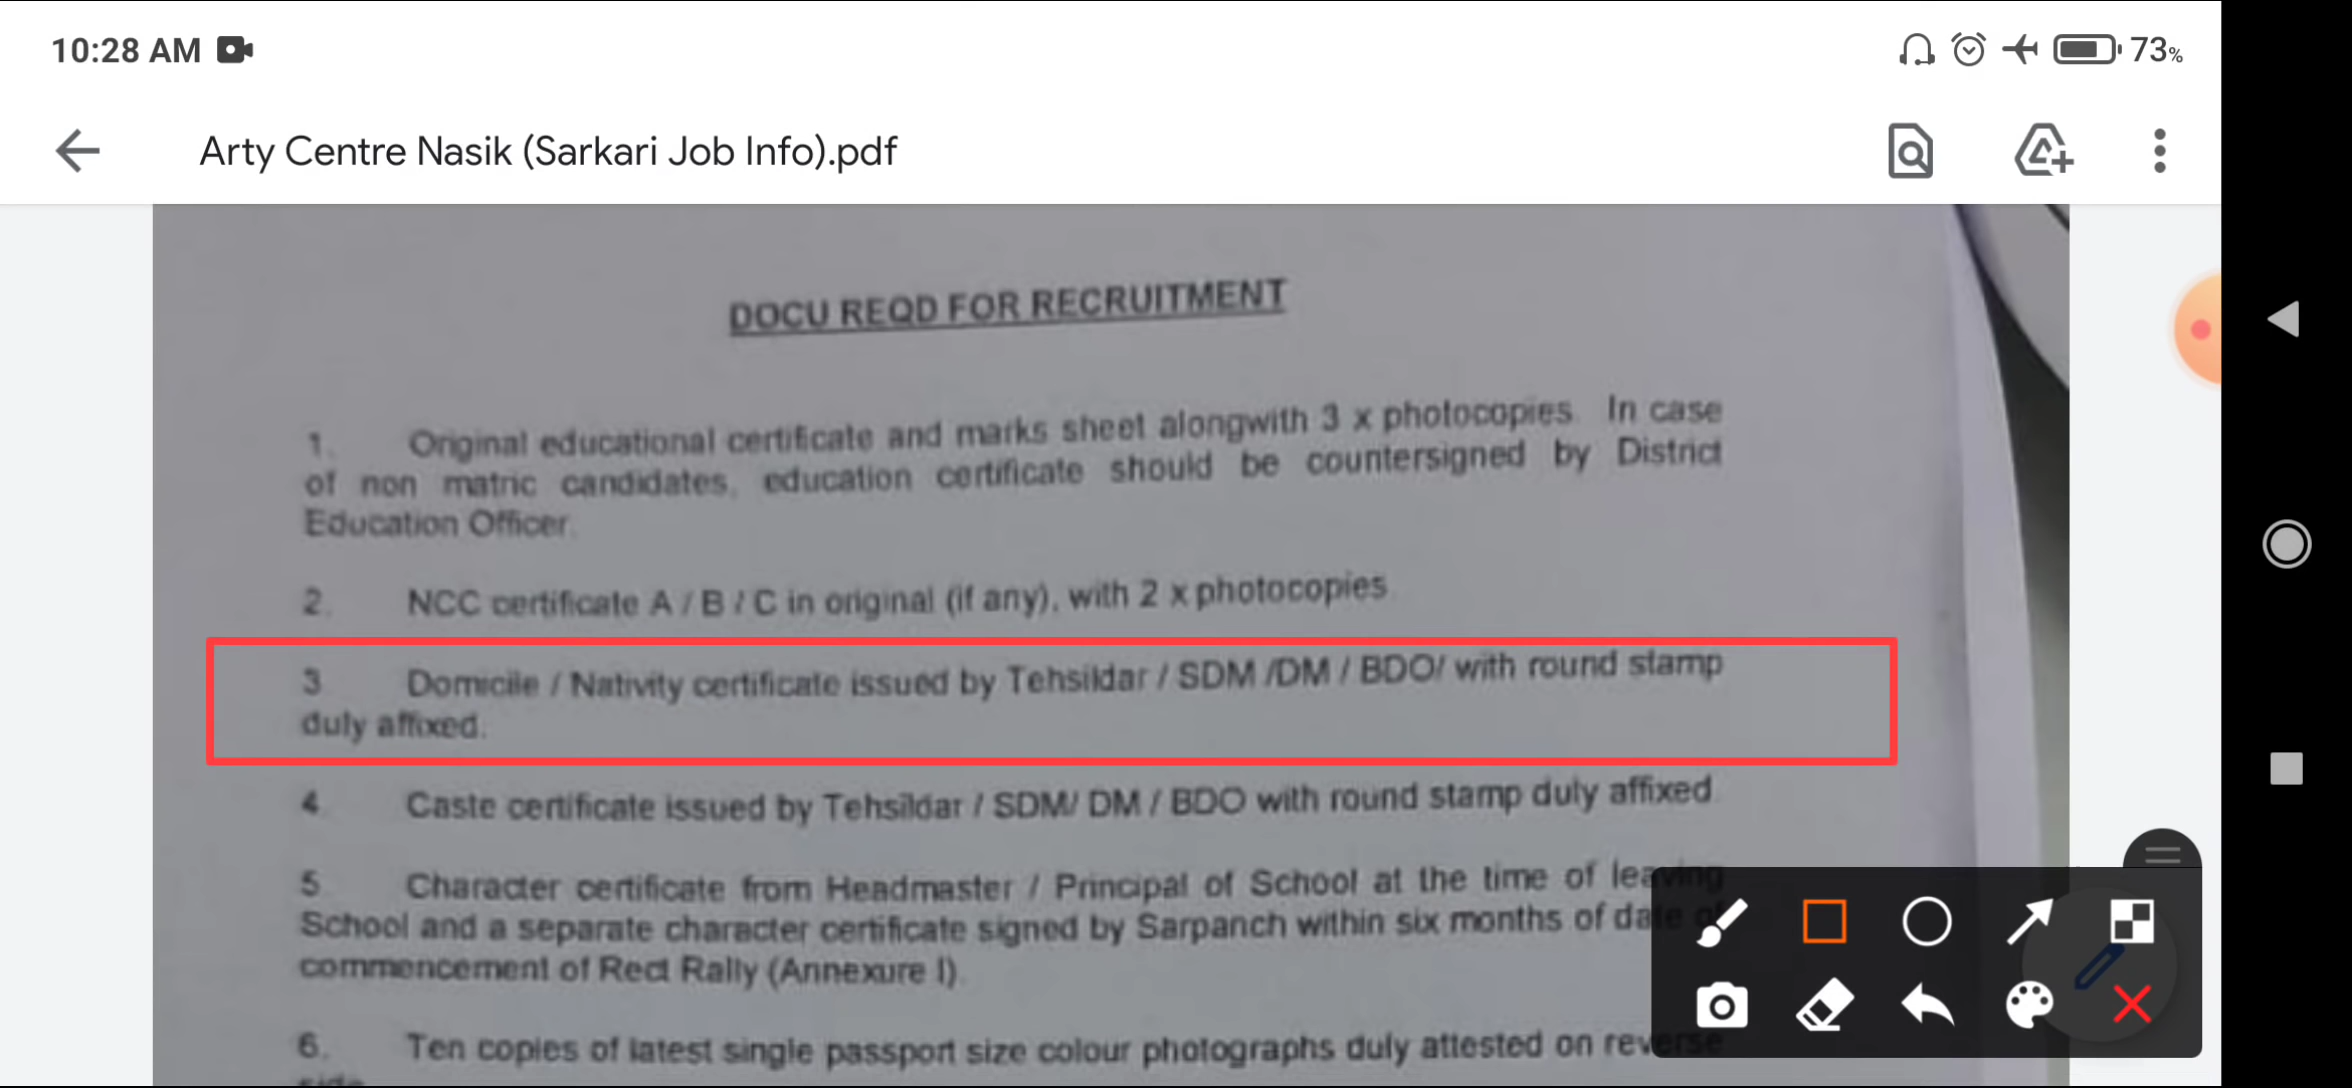 10:28 AM
73%
Arty Centre Nasik (Sarkari Job Info).pdf
DOCU REQD FOR RECRUITMENT
1. Original educational certificate and marks sheet alongwith 3 x photocopies. In case
of non matric candidates, education certificate should be countersigned by District
Education Officer.
2. NCC certificate A / B / C in original (if any), with 2 x photocopies
3 Domicile / Nativity certificate issued by Tehsildar / SDM /DM / BDO/ with round stamp
duly affixed.
4 Caste certificate issued by Tehsildar / SDM/ DM / BDO with round stamp duly affixed
5 Character certificate from Headmaster / Principal of School at the time of leaving
School and a separate character certificate signed by Sarpanch within six months of date of
commencement of Rect Rally (Annexure I).
6. Ten copies of latest single passport size colour photographs duly attested on reverse